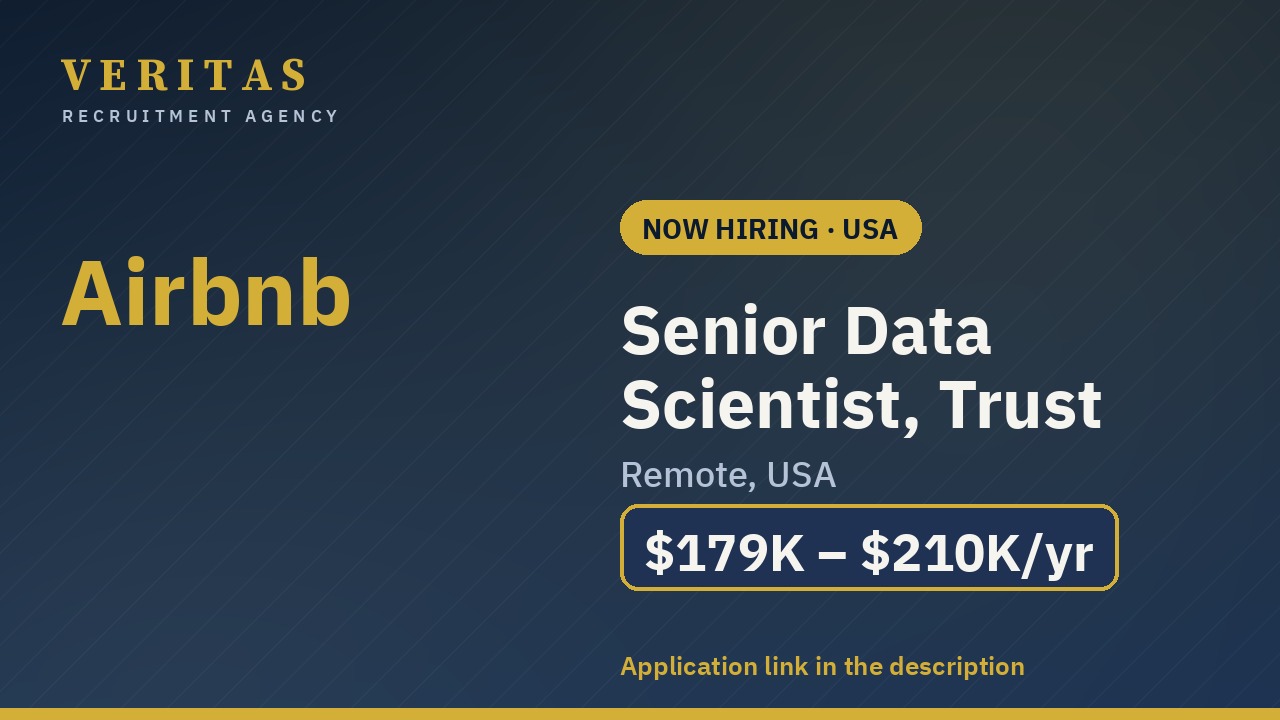 VERITAS
RECRUITMENT AGENCY
Airbnb
NOW HIRING · USA
Senior Data
Scientist, Trust
Remote, USA
$179K – $210K/yr
Application link in the description